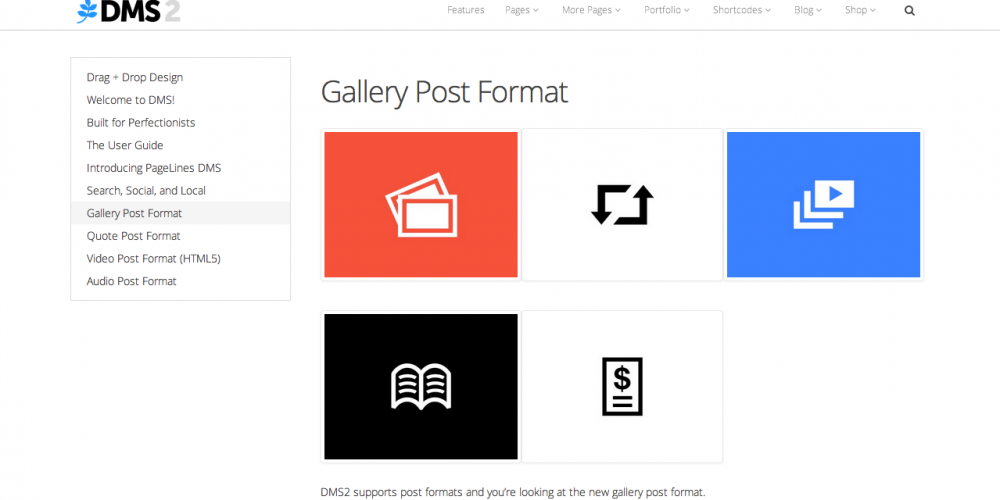 DMS 2
Features Pages More Pages Portfolio Shortcodes Blog Shop
Drag + Drop Design
Welcome to DMS!
Built for Perfectionists
The User Guide
Introducing PageLines DMS
Search, Social, and Local
Gallery Post Format
Quote Post Format
Video Post Format (HTML5)
Audio Post Format
Gallery Post Format
$
DMS2 supports post formats and you’re looking at the new gallery post format.